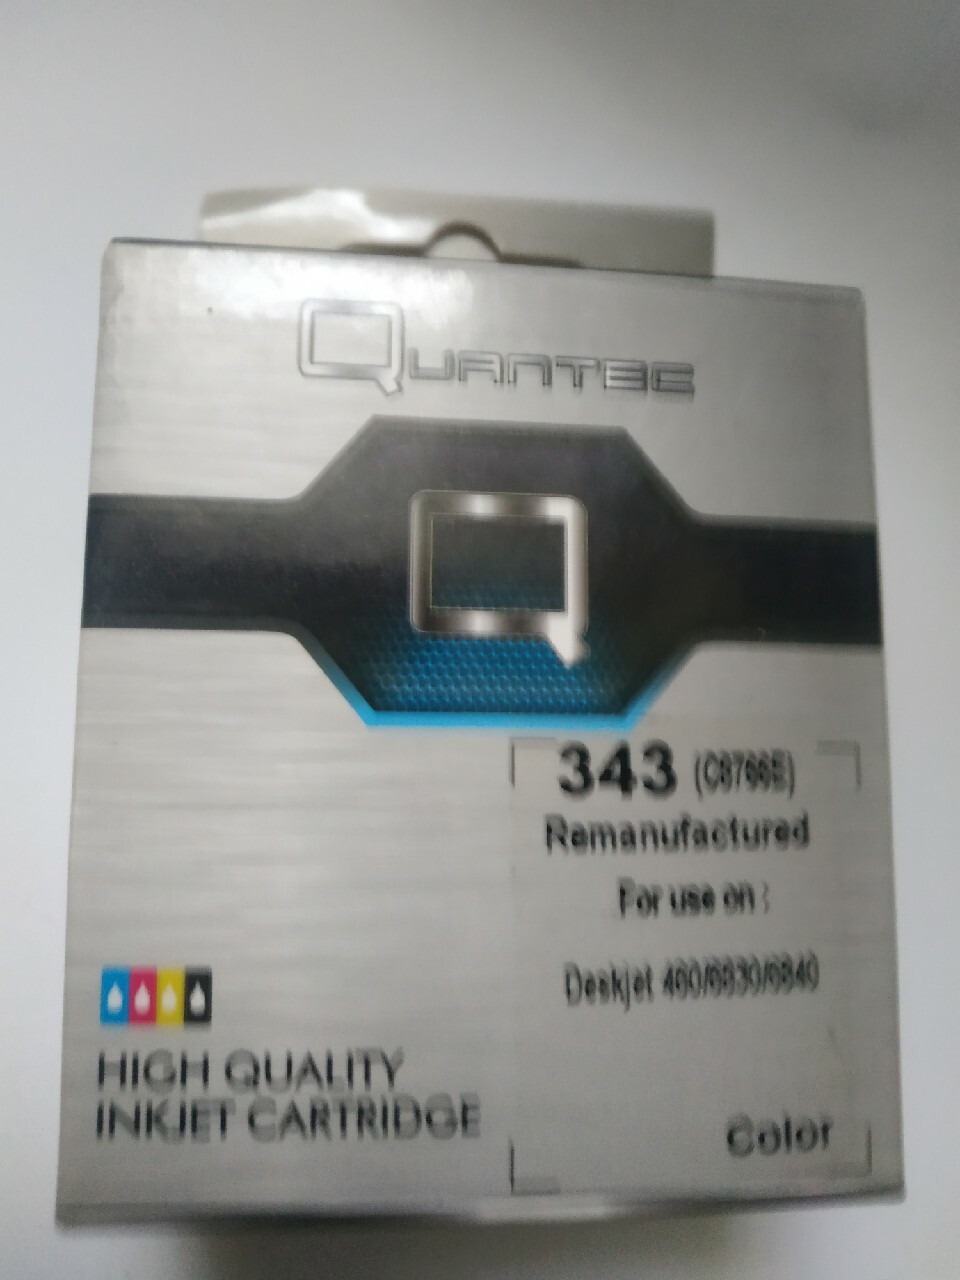 QUANTEC
343 (C8766E)
Remanufactured
For use on :
Deskjet 460/6830/6840
HIGH QUALITY
INKJET CARTRIDGE
Color